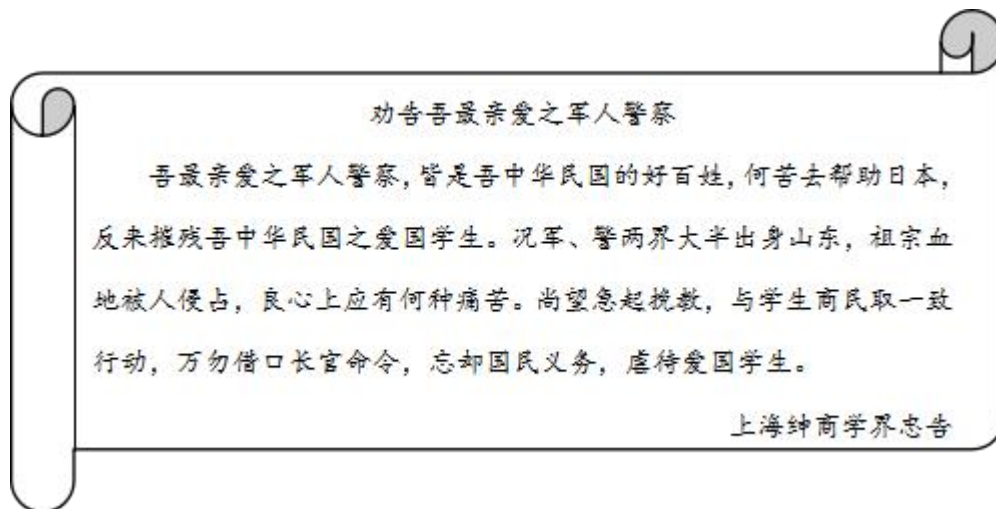 劝告吾最亲爱之军人警察
吾最亲爱之军人警察，皆是吾中华民国的好百姓，何苦去帮助日本，
反来摧残吾中华民国之爱国学生。况军、警两界大半出身山东，祖宗血
地被人侵占，良心上应有何种痛苦。尚望急起挽救，与学生商民取一致
行动，万勿借口长官命令，忘却国民义务，虐待爱国学生。
上海绅商学界忠告